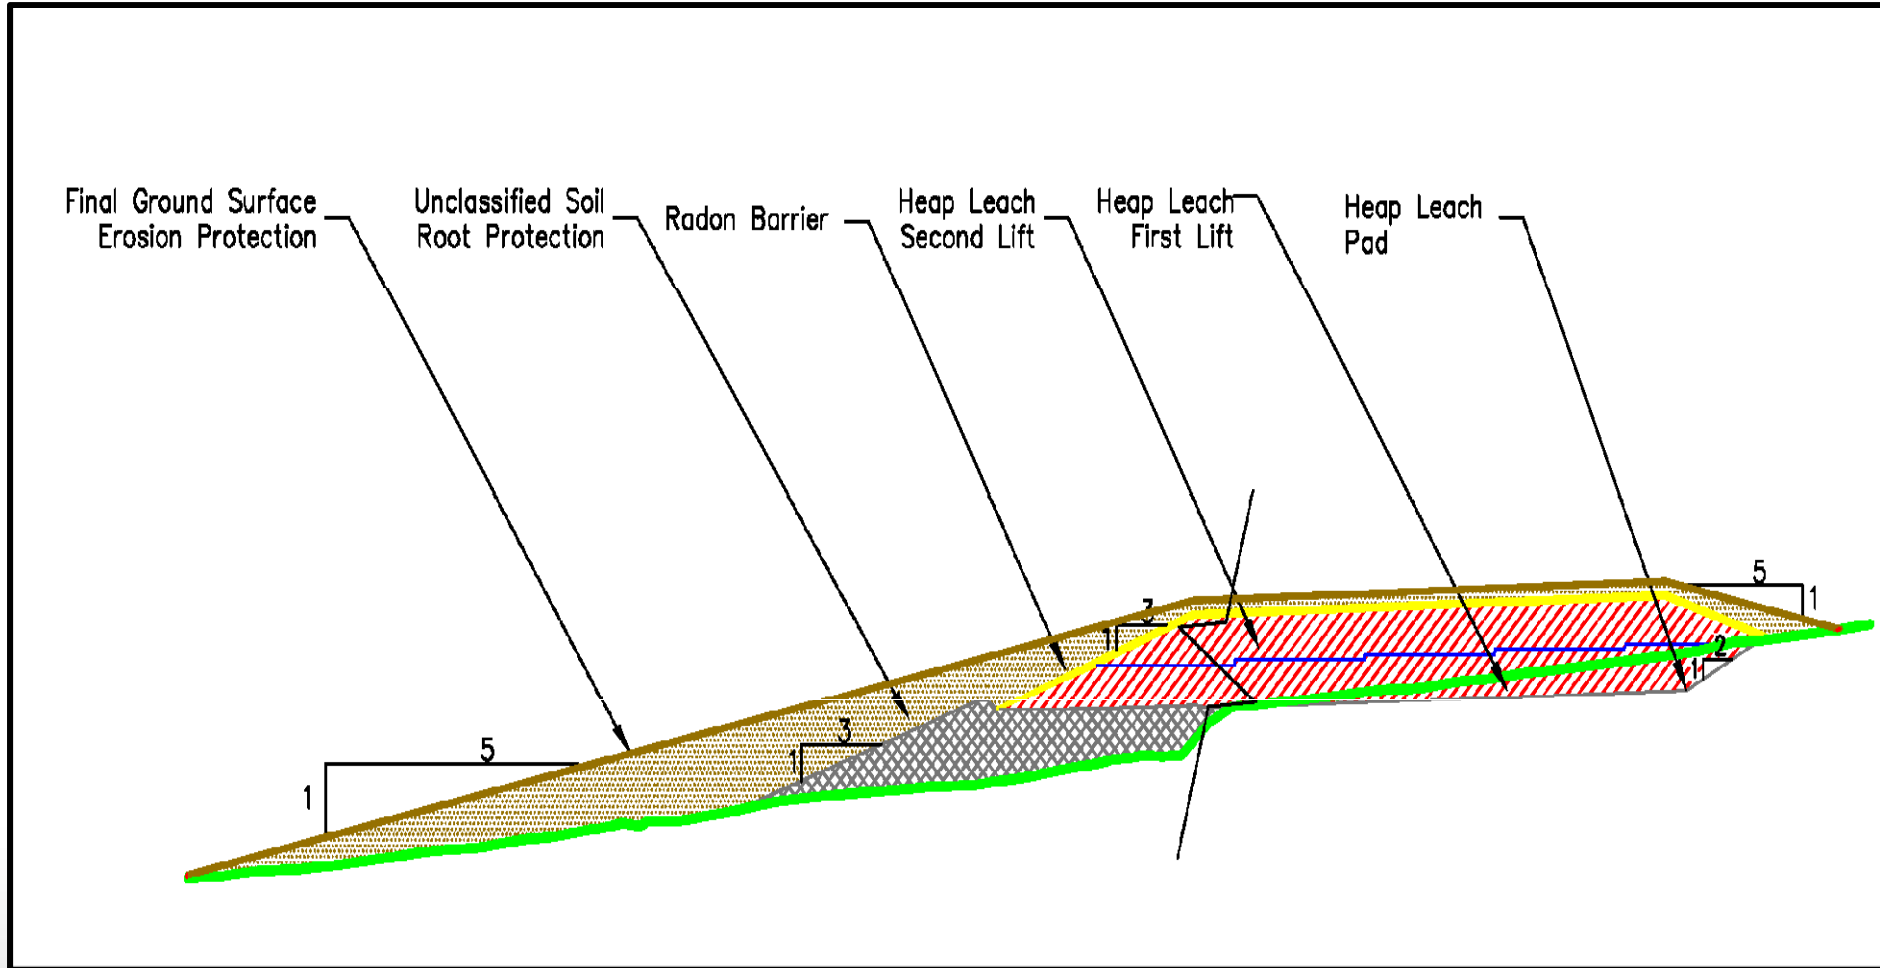 Final Ground Surface
Erosion Protection
Unclassified Soil
Root Protection
Radon Barrier
Heap Leach
Second Lift
Heap Leach
First Lift
Heap Leach
Pad
5
1
3
1
3
1
5
1
2
1